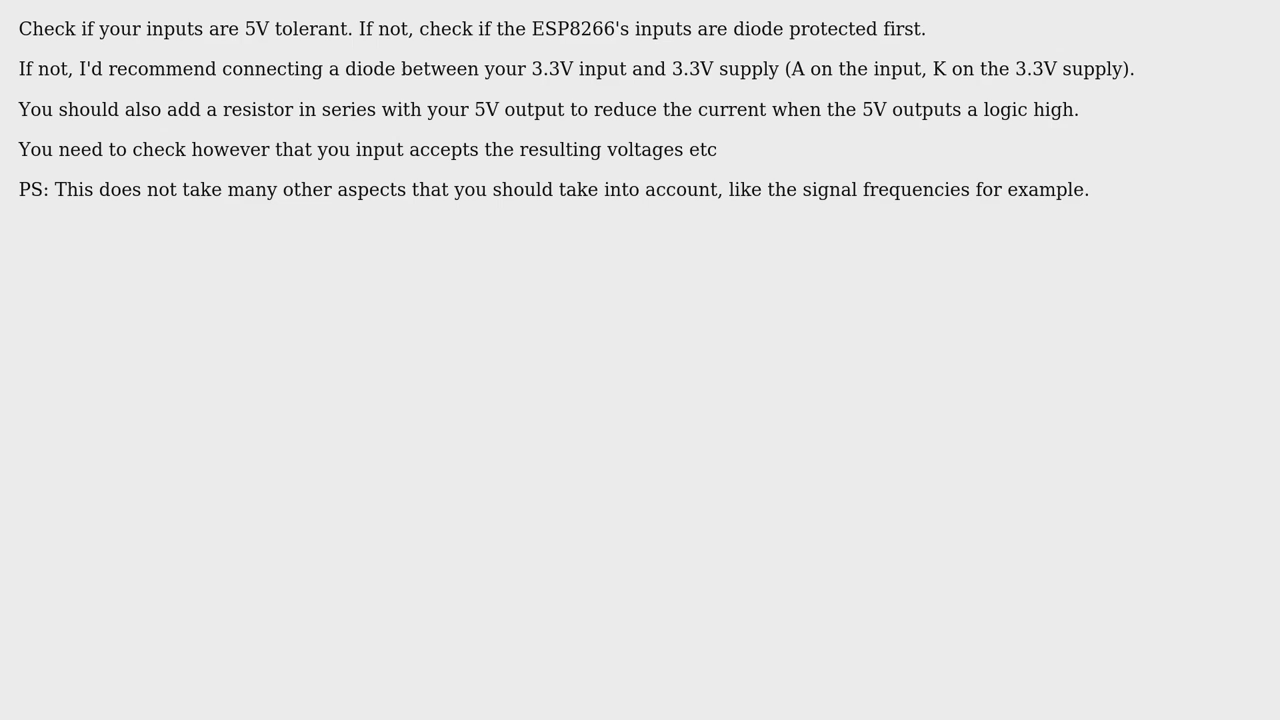 Check if your inputs are 5V tolerant. If not, check if the ESP8266's inputs are diode protected first.
If not, I'd recommend connecting a diode between your 3.3V input and 3.3V supply (A on the input, K on the 3.3V supply).
You should also add a resistor in series with your 5V output to reduce the current when the 5V outputs a logic high.
You need to check however that you input accepts the resulting voltages etc
PS: This does not take many other aspects that you should take into account, like the signal frequencies for example.